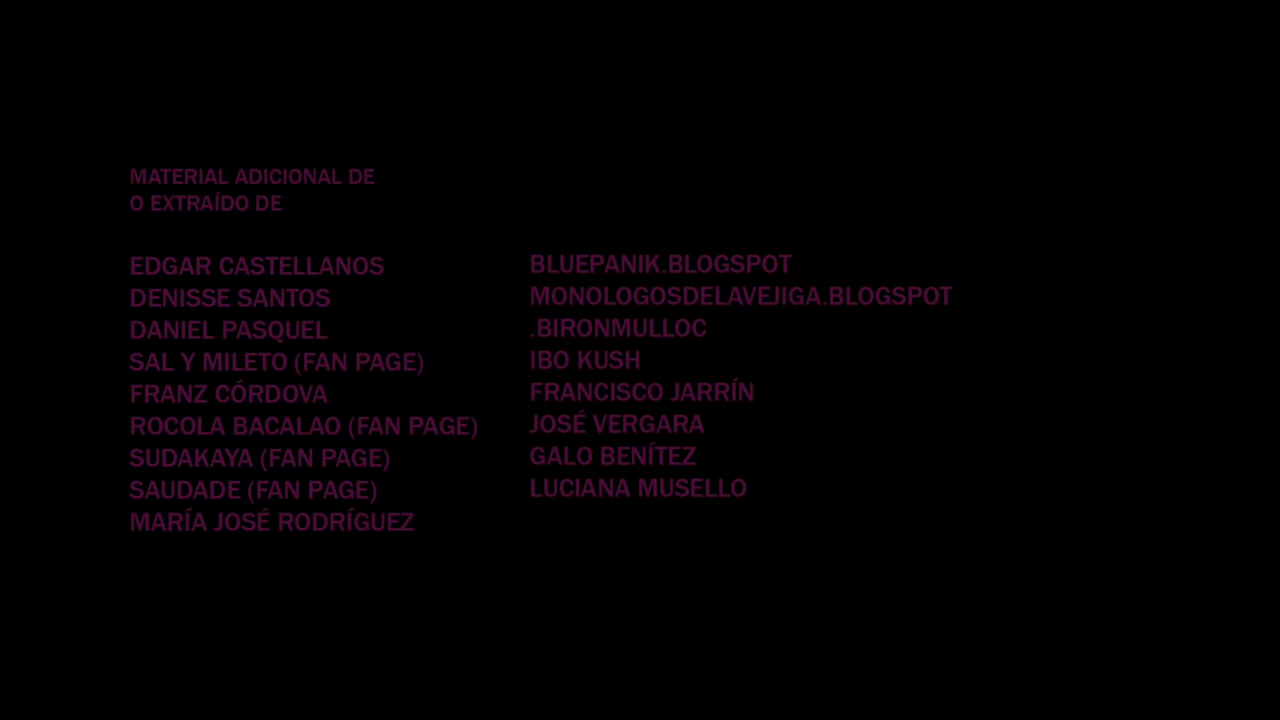 MATERIAL ADICIONAL DE
O EXTRAÍDO DE
EDGAR CASTELLANOS
DENISSE SANTOS
DANIEL PASQUEL
SAL Y MILETO (FAN PAGE)
FRANZ CÓRDOVA
ROCOLA BACALAO (FAN PAGE)
SUDAKAYA (FAN PAGE)
SAUDADE (FAN PAGE)
MARÍA JOSÉ RODRÍGUEZ
BLUEPANIK.BLOGSPOT
MONOLOGOSDELAVEJIGA.BLOGSPOT
.BIRONMULLOC
IBO KUSH
FRANCISCO JARRÍN
JOSÉ VERGARA
GALO BENÍTEZ
LUCIANA MUSELLO